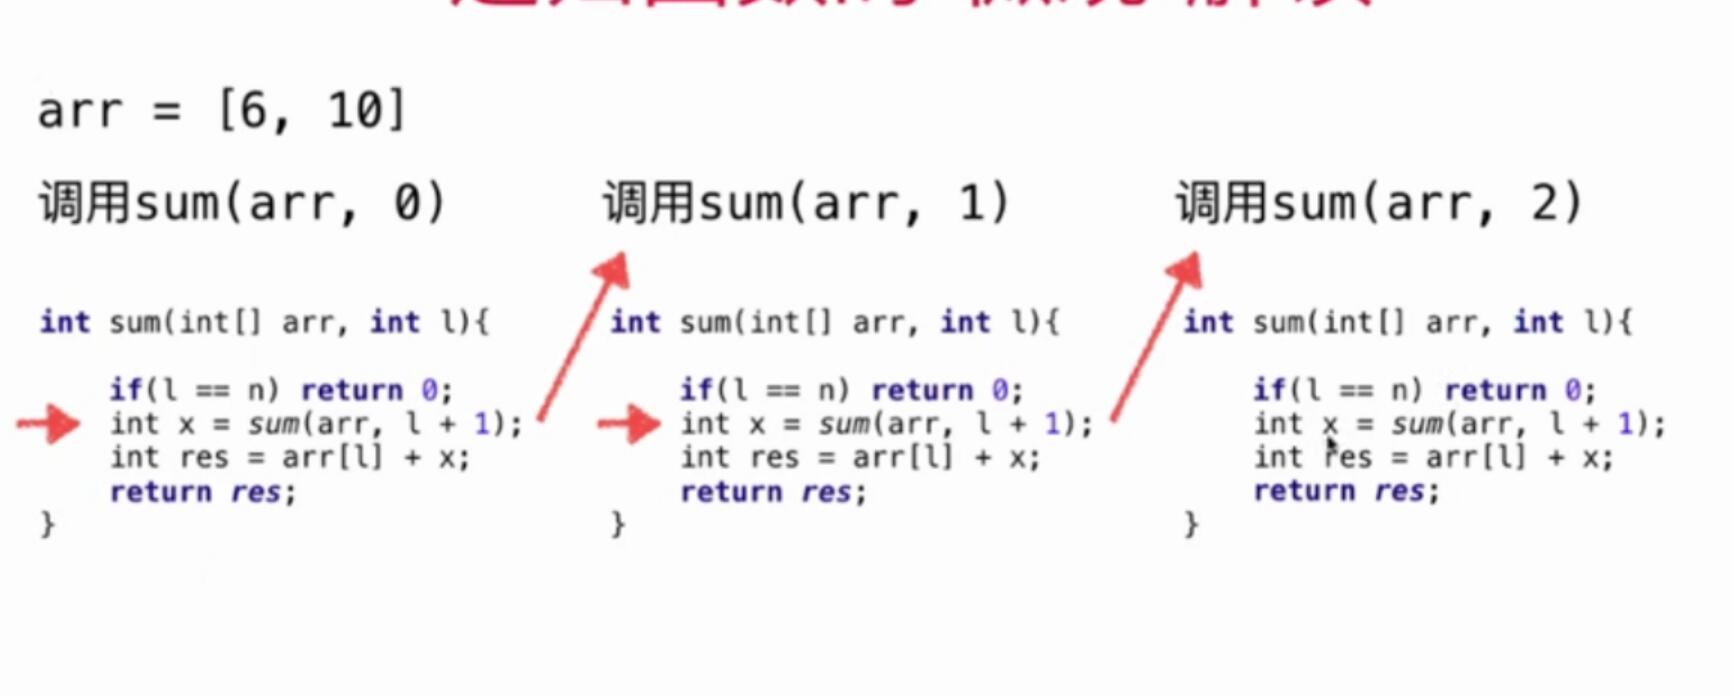 arr = [6, 10]
调用sum(arr, 0)
int sum(int[] arr, int l){
if(l == n) return 0;
int x = sum(arr, l + 1);
int res = arr[l] + x;
return res;
}
调用sum(arr, 1)
int sum(int[] arr, int l){
if(l == n) return 0;
int x = sum(arr, l + 1);
int res = arr[l] + x;
return res;
}
调用sum(arr, 2)
int sum(int[] arr, int l){
if(l == n) return 0;
int x = sum(arr, l + 1);
int res = arr[l] + x;
return res;
}